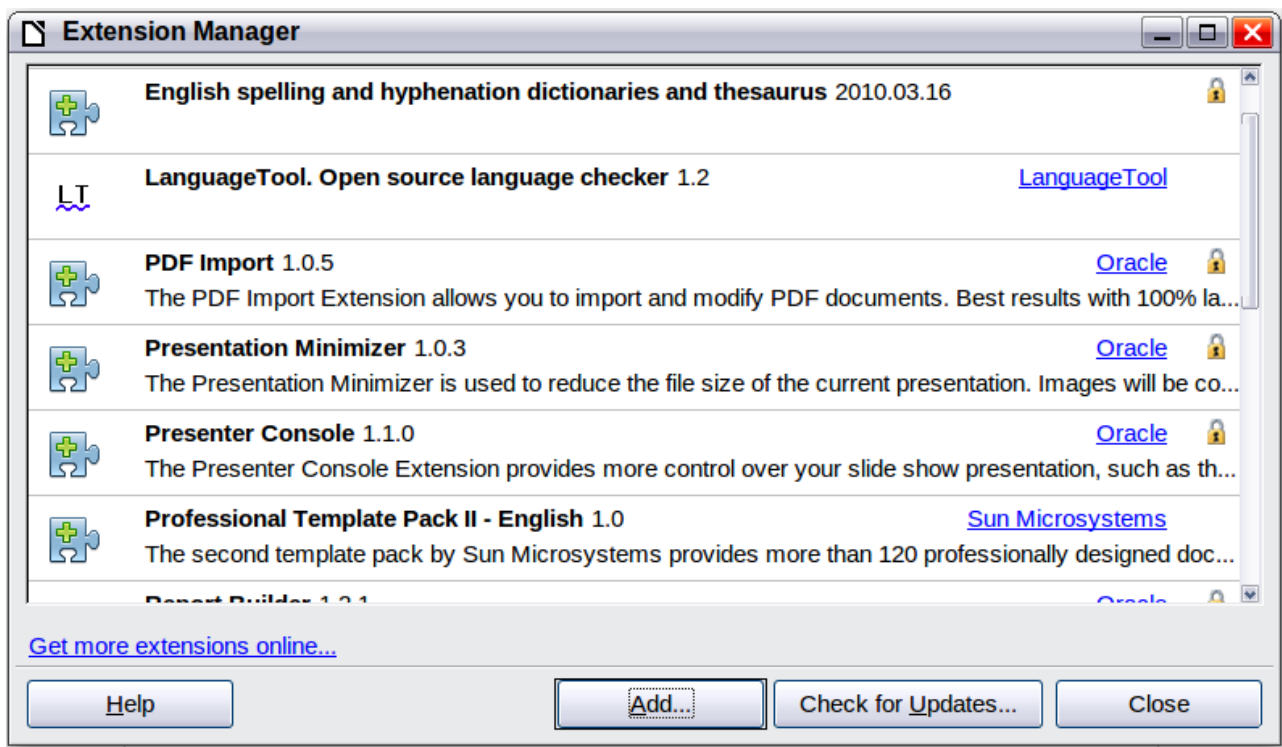 Extension Manager
English spelling and hyphenation dictionaries and thesaurus 2010.03.16
LT
LanguageTool. Open source language checker 1.2 LanguageTool
PDF Import 1.0.5 Oracle
The PDF Import Extension allows you to import and modify PDF documents. Best results with 100% la...
Presentation Minimizer 1.0.3 Oracle
The Presentation Minimizer is used to reduce the file size of the current presentation. Images will be co...
Presenter Console 1.1.0 Oracle
The Presenter Console Extension provides more control over your slide show presentation, such as th...
Professional Template Pack II - English 1.0 Sun Microsystems
The second template pack by Sun Microsystems provides more than 120 professionally designed doc...
Report Builder 1.2.1 Oracle
Get more extensions online...
Help Add... Check for Updates... Close